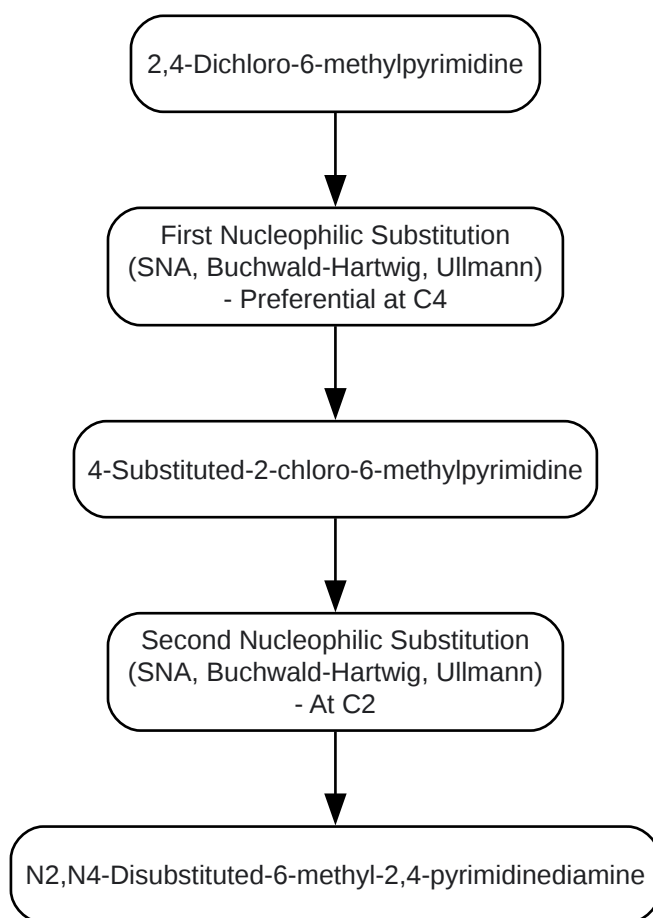 2,4-Dichloro-6-methylpyrimidine
First Nucleophilic Substitution
(SNA, Buchwald-Hartwig, Ullmann)
- Preferential at C4
4-Substituted-2-chloro-6-methylpyrimidine
Second Nucleophilic Substitution
(SNA, Buchwald-Hartwig, Ullmann)
- At C2
N2,N4-Disubstituted-6-methyl-2,4-pyrimidinediamine